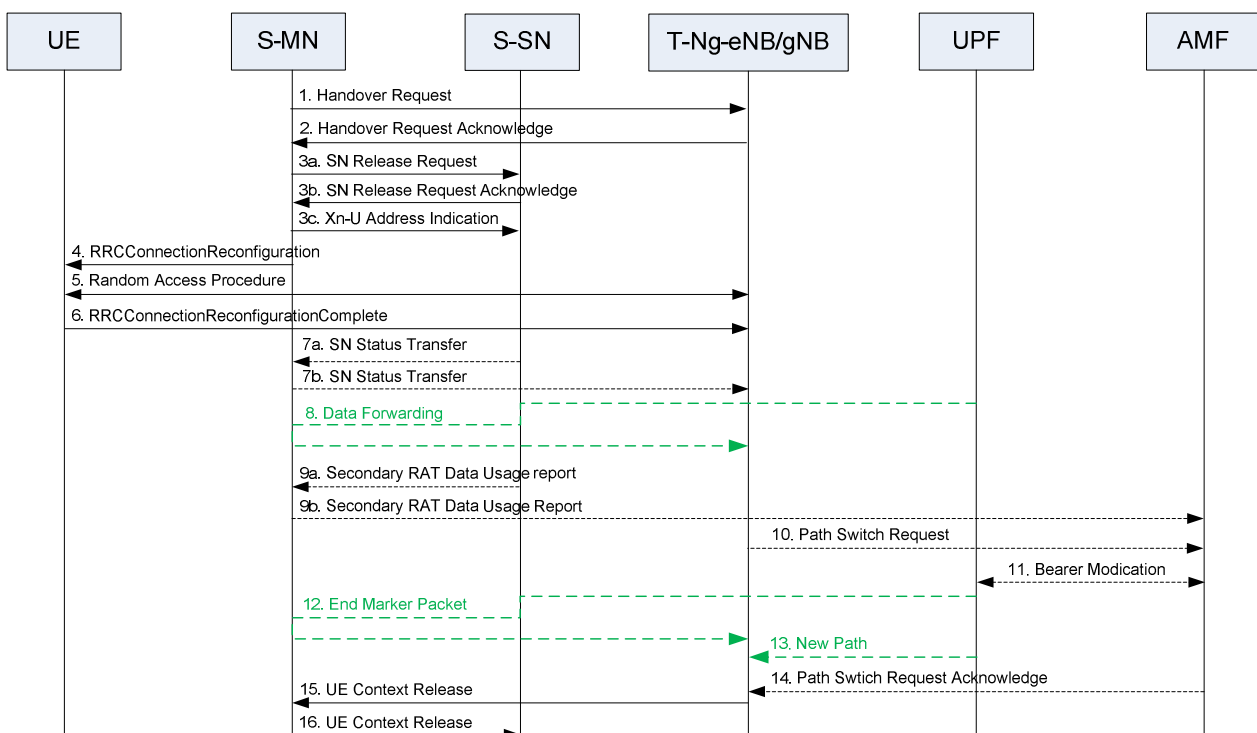 UE
S-MN
S-SN
T-Ng-eNB/gNB
UPF
AMF
1. Handover Request
2. Handover Request Acknowledge
3a. SN Release Request
3b. SN Release Request Acknowledge
3c. Xn-U Address Indication
4. RRCConnectionReconfiguration
5. Random Access Procedure
6. RRCConnectionReconfigurationComplete
7a. SN Status Transfer
7b. SN Status Transfer
8. Data Forwarding
9a. Secondary RAT Data Usage report
9b. Secondary RAT Data Usage Report
10. Path Switch Request
11. Bearer Modication
12. End Marker Packet
13. New Path
14. Path Swtich Request Acknowledge
15. UE Context Release
16. UE Context Release